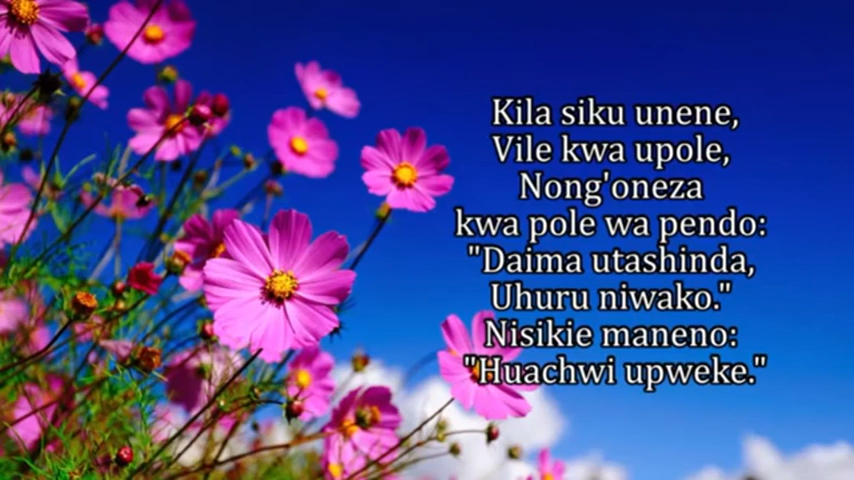 Kila siku unene,
Vile kwa upole,
Nong'oneza
kwa pole wa pendo:
"Daima utashinda,
Uhuru niwako."
Nisikie maneno:
"Huachwi upweke."